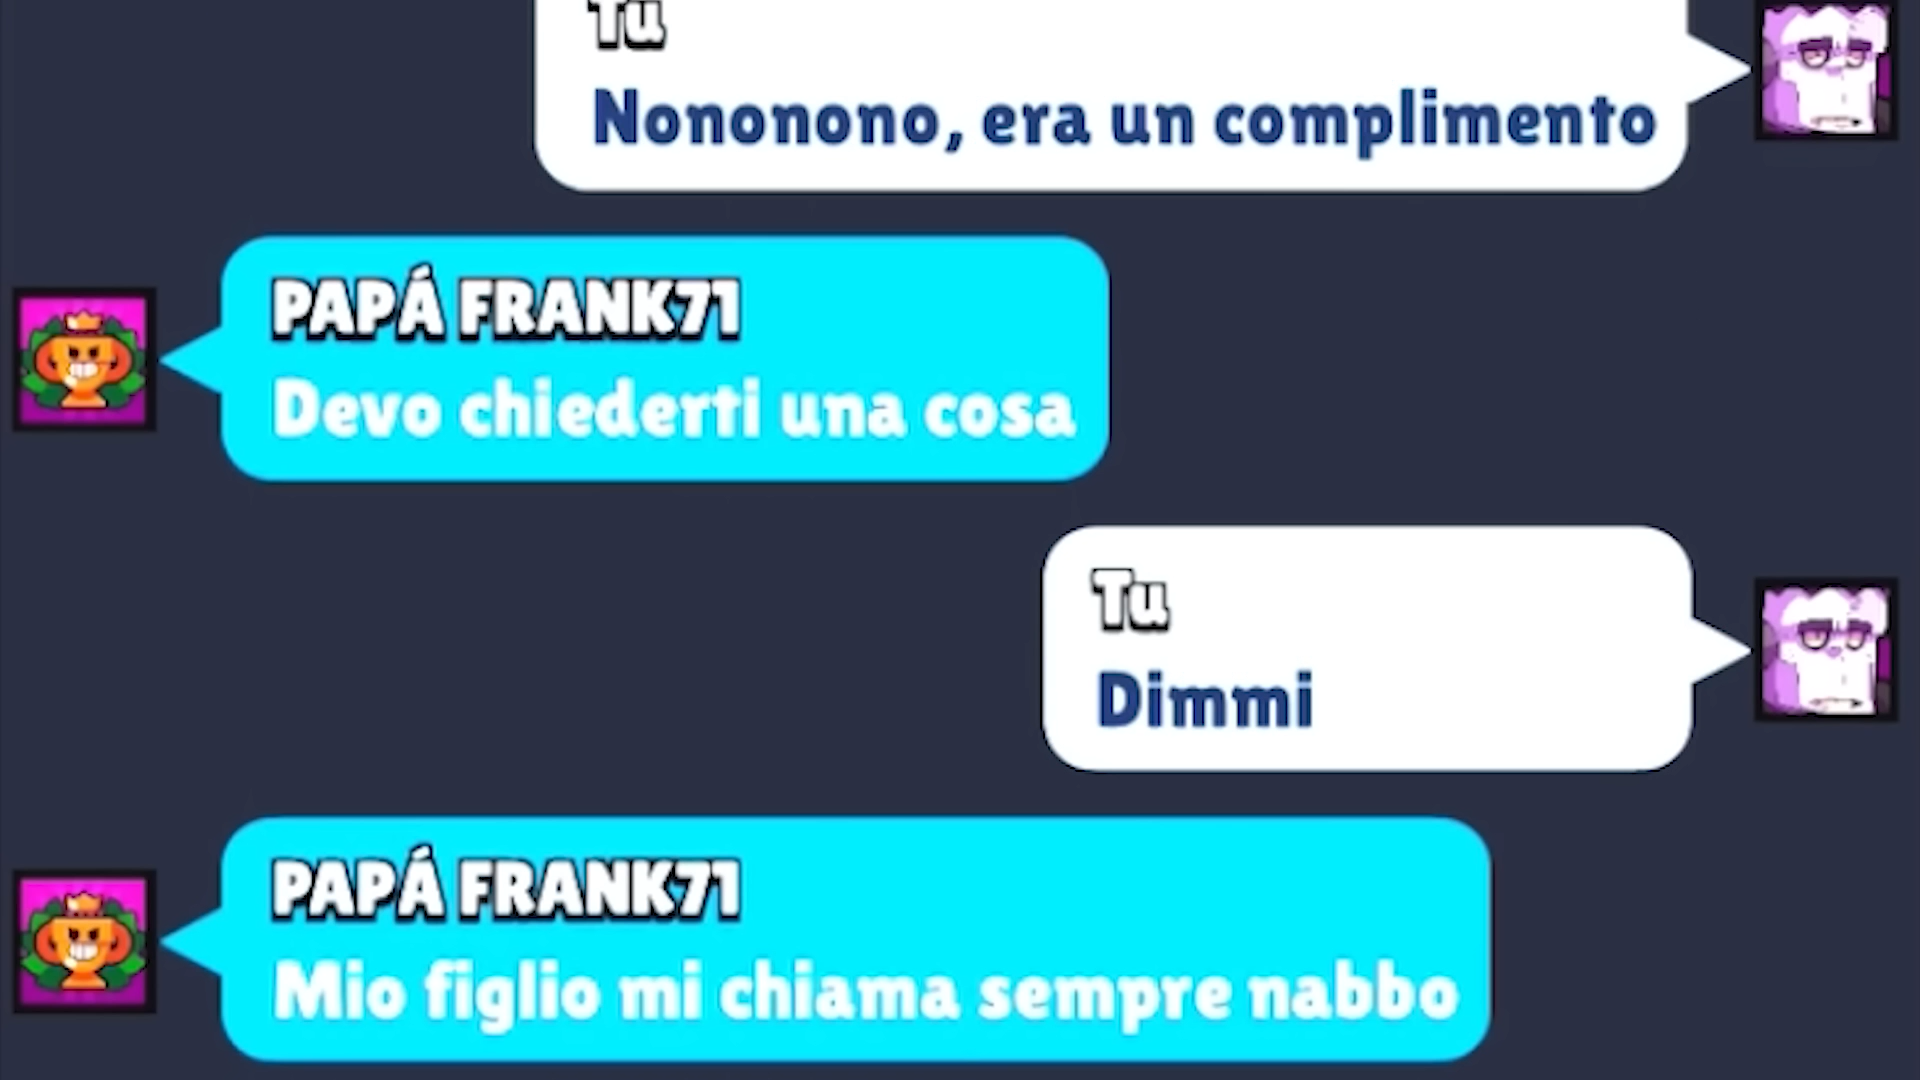 Tu
Nononono, era un complimento
PAPÁ FRANK71
Devo chiederti una cosa
Tu
Dimmi
PAPÁ FRANK71
Mio figlio mi chiama sempre nabbo